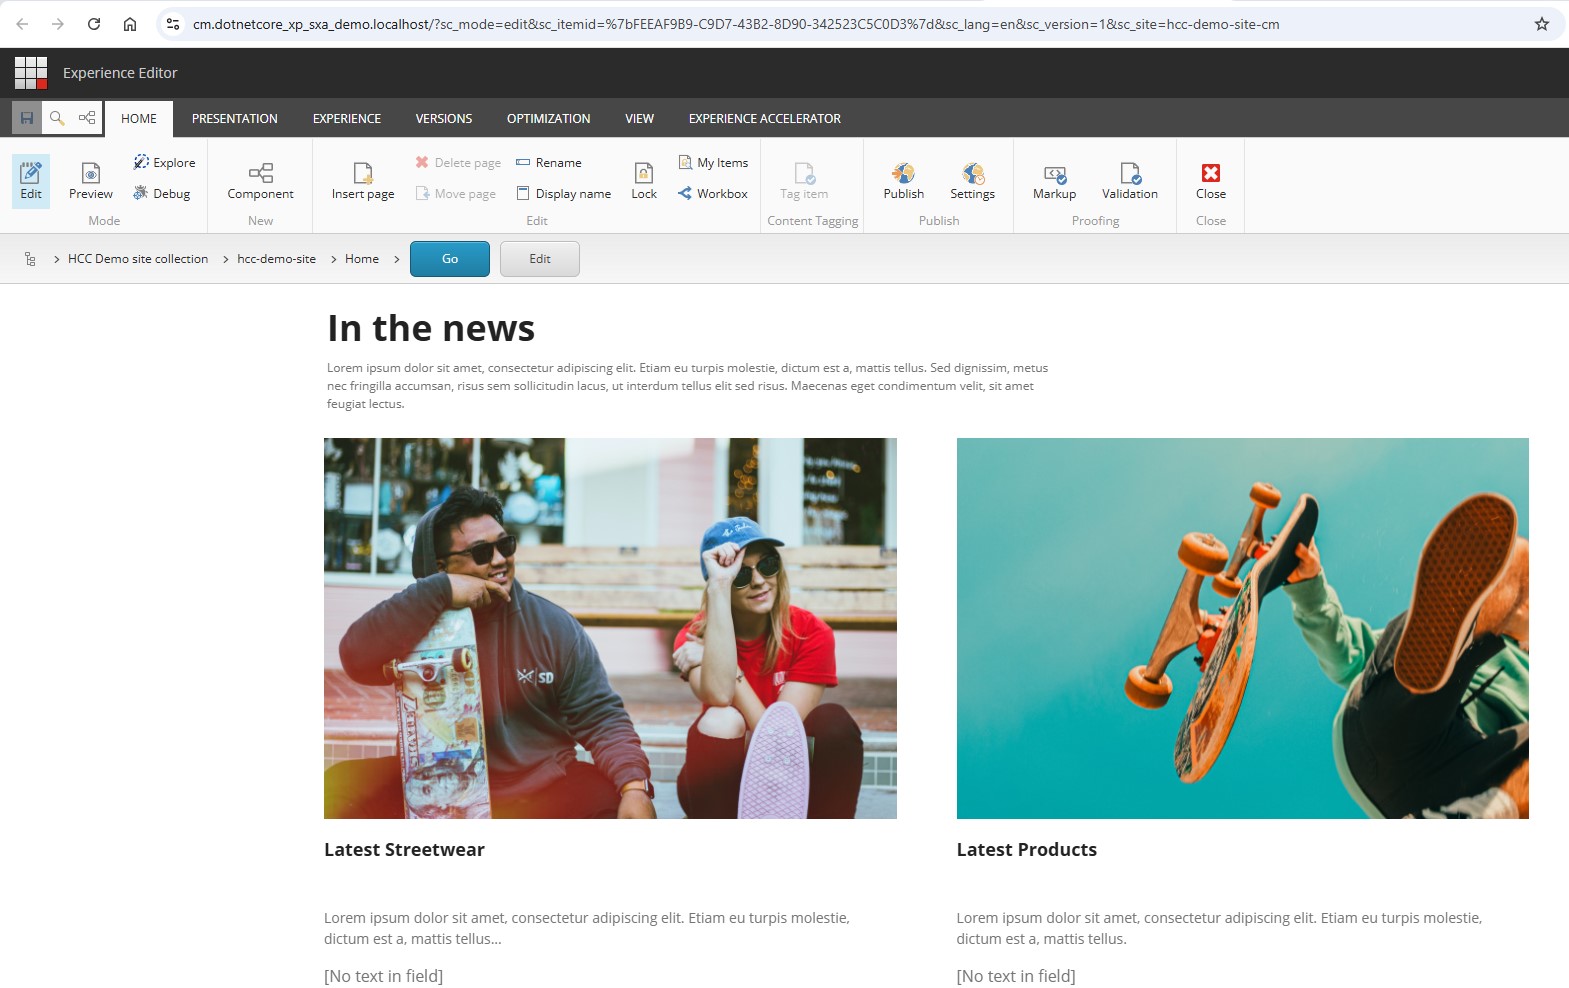 cm.dotnetcore_xp_sxa_demo.localhost/?sc_mode=edit&sc_itemid=%7bFEEAF9B9-C9D7-43B2-8D90-342523C5C0D3%7d&sc_lang=en&sc_version=1&sc_site=hcc-demo-site-cm
Experience Editor
HOME PRESENTATION EXPERIENCE VERSIONS OPTIMIZATION VIEW EXPERIENCE ACCELERATOR
Edit
Preview
Explore
Debug
Mode
Component
New
Insert page
Delete page
Move page
Rename
Display name
Lock
My Items
Workbox
Edit
Tag item
Content Tagging
Publish
Settings
Publish
Markup
Validation
Proofing
Close
Close
HCC Demo site collection > hcc-demo-site > Home > Go Edit
In the news
Lorem ipsum dolor sit amet, consectetur adipiscing elit. Etiam eu turpis molestie, dictum est a, mattis tellus. Sed dignissim, metus
nec fringilla accumsan, risus sem sollicitudin lacus, ut interdum tellus elit sed risus. Maecenas eget condimentum velit, sit amet
feugiat lectus.
SD
Latest Streetwear
Lorem ipsum dolor sit amet, consectetur adipiscing elit. Etiam eu turpis molestie,
dictum est a, mattis tellus...
[No text in field]
Latest Products
Lorem ipsum dolor sit amet, consectetur adipiscing elit. Etiam eu turpis molestie,
dictum est a, mattis tellus.
[No text in field]